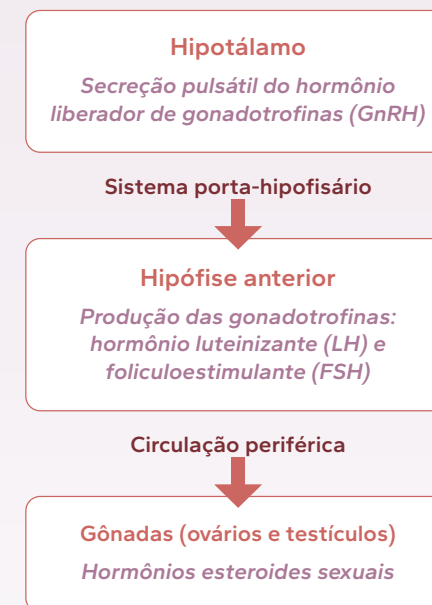 Hipotálamo
Secreção pulsátil do hormônio
liberador de gonadotrofinas (GnRH)
Sistema porta-hipofisário
Hipófise anterior
Produção das gonadotrofinas:
hormônio luteinizante (LH) e
foliculoestimulante (FSH)
Circulação periférica
Gônadas (ovários e testículos)
Hormônios esteroides sexuais